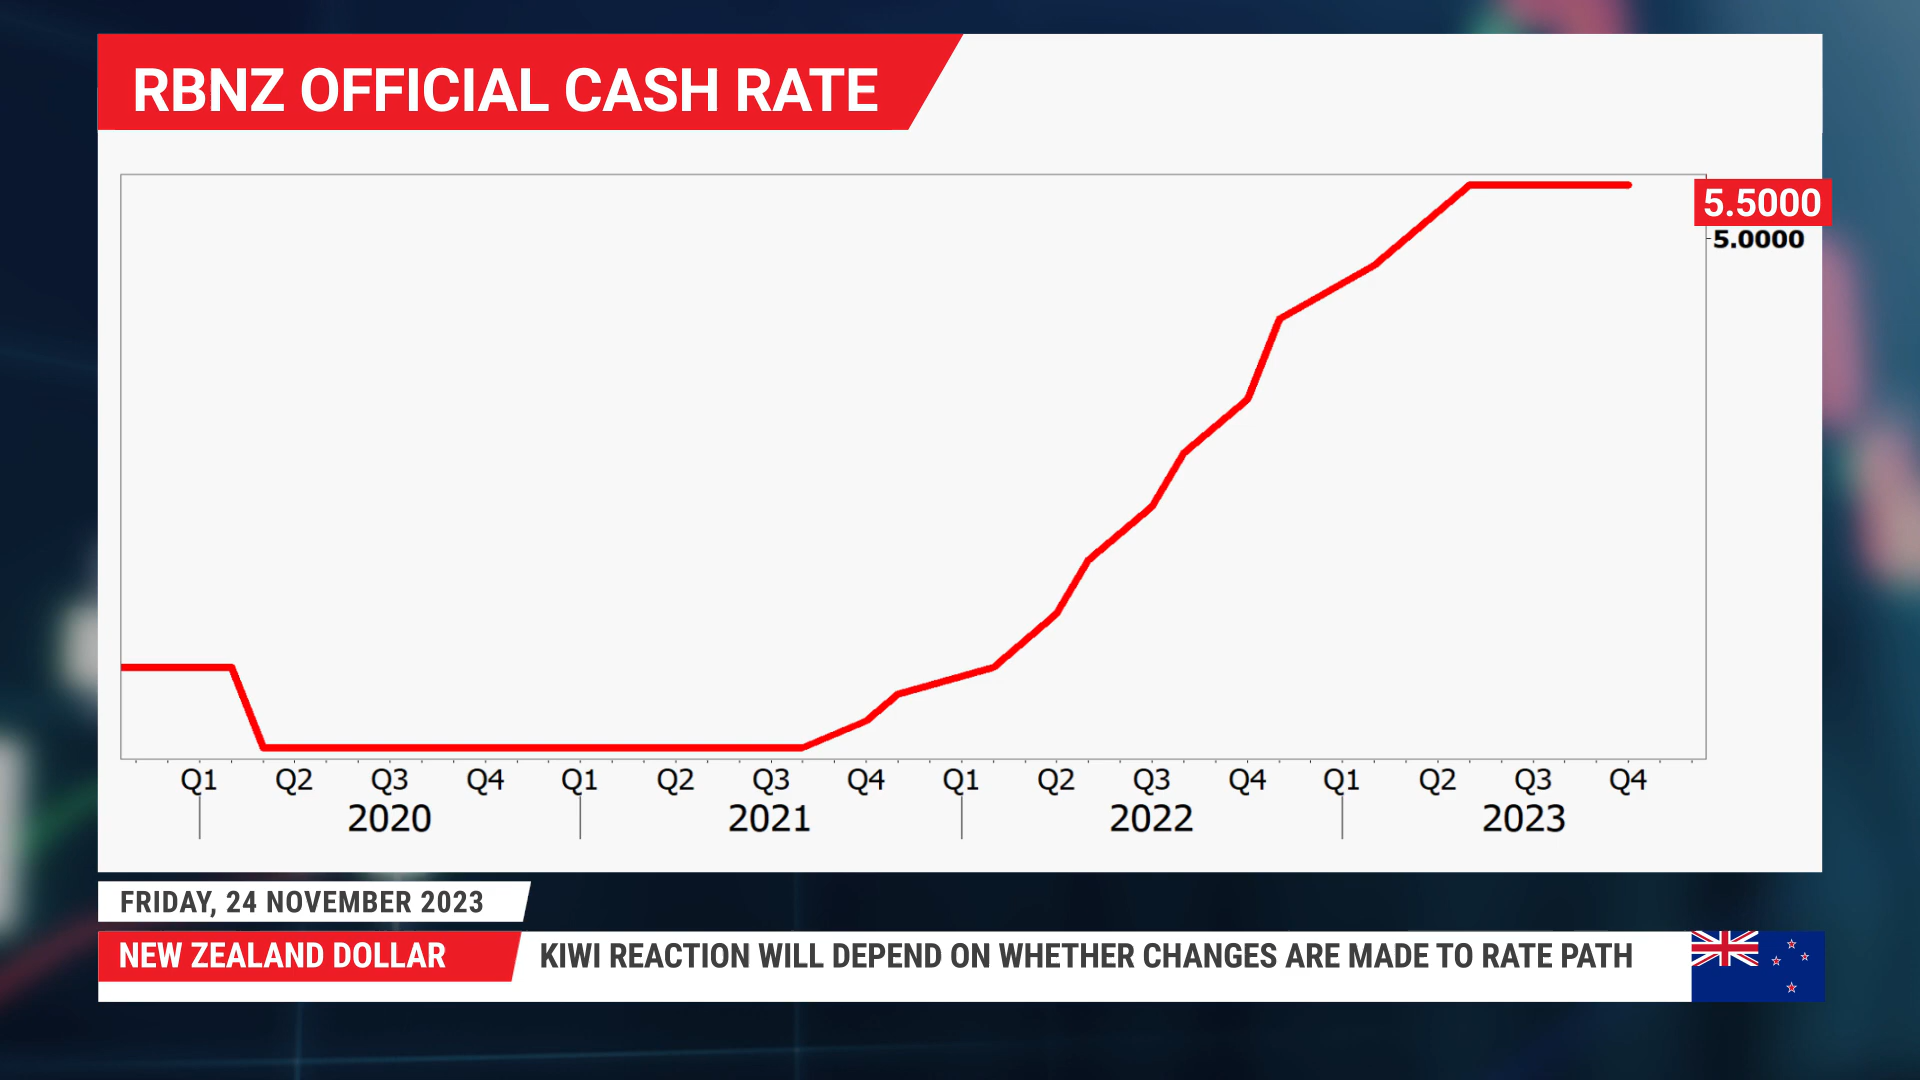 RBNZ OFFICIAL CASH RATE
5.5000
5.0000
Q1 Q2 Q3 Q4 Q1 Q2 Q3 Q4 Q1 Q2 Q3 Q4 Q1 Q2 Q3 Q4
2020 2021 2022 2023
FRIDAY, 24 NOVEMBER 2023
NEW ZEALAND DOLLAR
KIWI REACTION WILL DEPEND ON WHETHER CHANGES ARE MADE TO RATE PATH